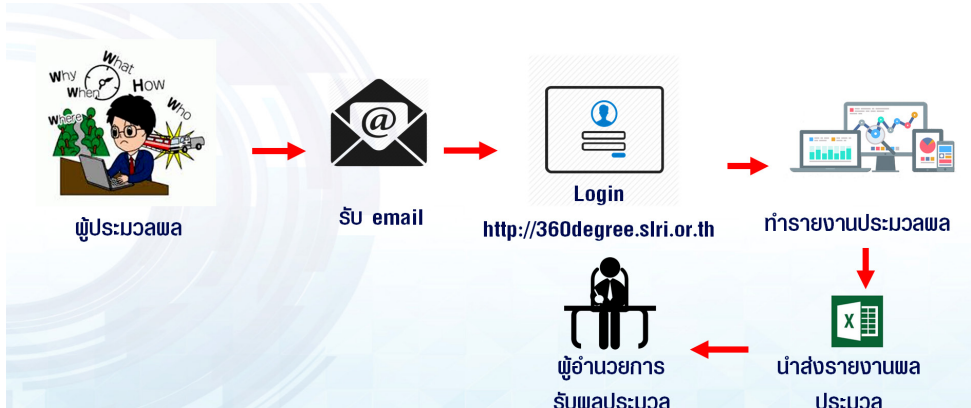 Why
What
When
How
Who
Where
@
ผู้ประมวลผล
รับ email
Login
http://360degree.slri.or.th
ทำรายงานประมวลผล
X
ผู้อำนวยการ
รับผลประมวล
นำส่งรายงานผล
ประมวล